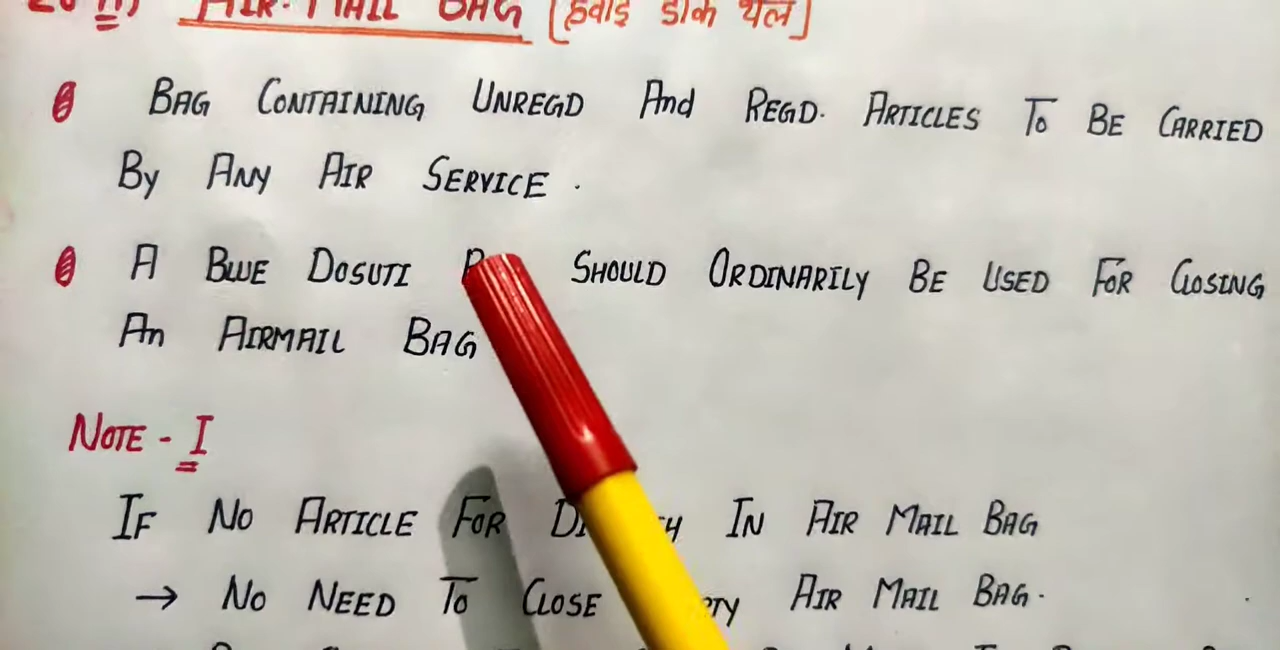 AIR-MAIL BAG [हवाई डाक थैला]
BAG CONTAINING UNREGD And REGD. ARTICLES TO BE CARRIED
By ANY AIR SERVICE.
A BLUE DOSUTI SHOULD ORDINARILY BE USED FOR CLOSING
An AIRMAIL BAG
NOTE - I
IF NO ARTICLE FOR IN AIR MAIL BAG
→ NO NEED TO CLOSE AIR MAIL BAG.